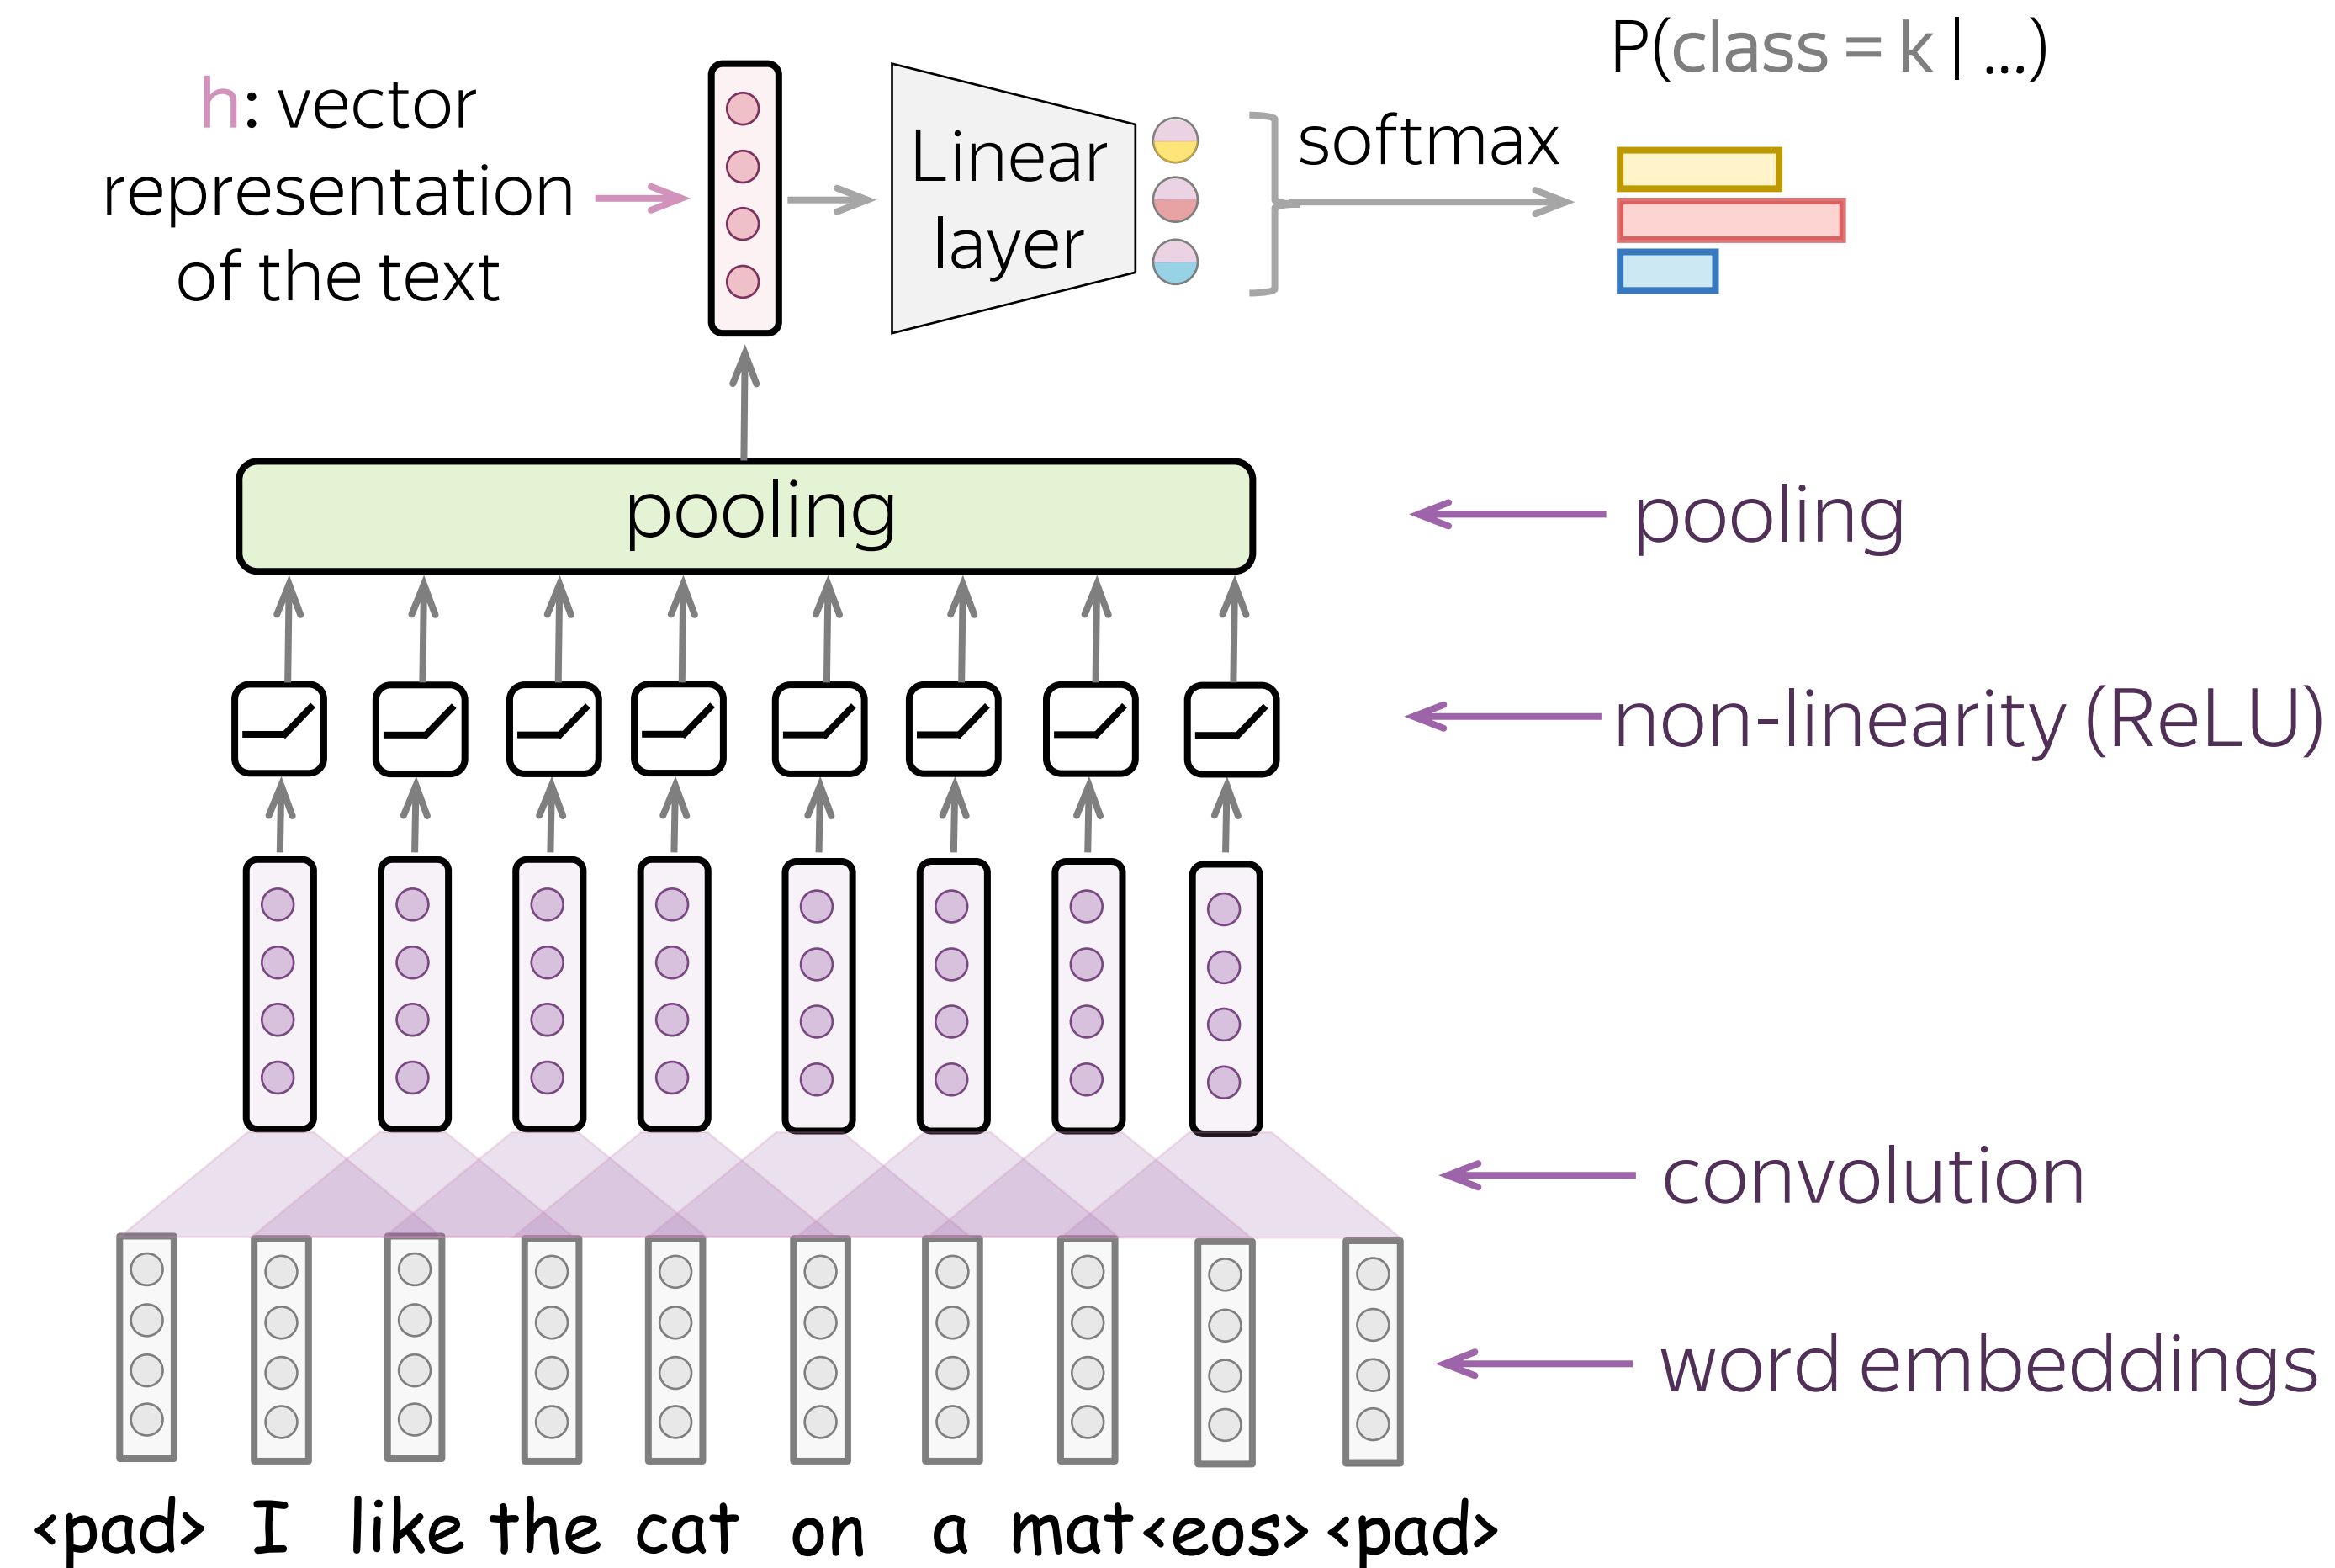 P(class = k | ...)
h: vector
representation
of the text
Linear
layer
softmax
pooling
pooling
non-linearity (ReLU)
convolution
word embeddings
<pad> I like the cat on a mat <eos> <pad>